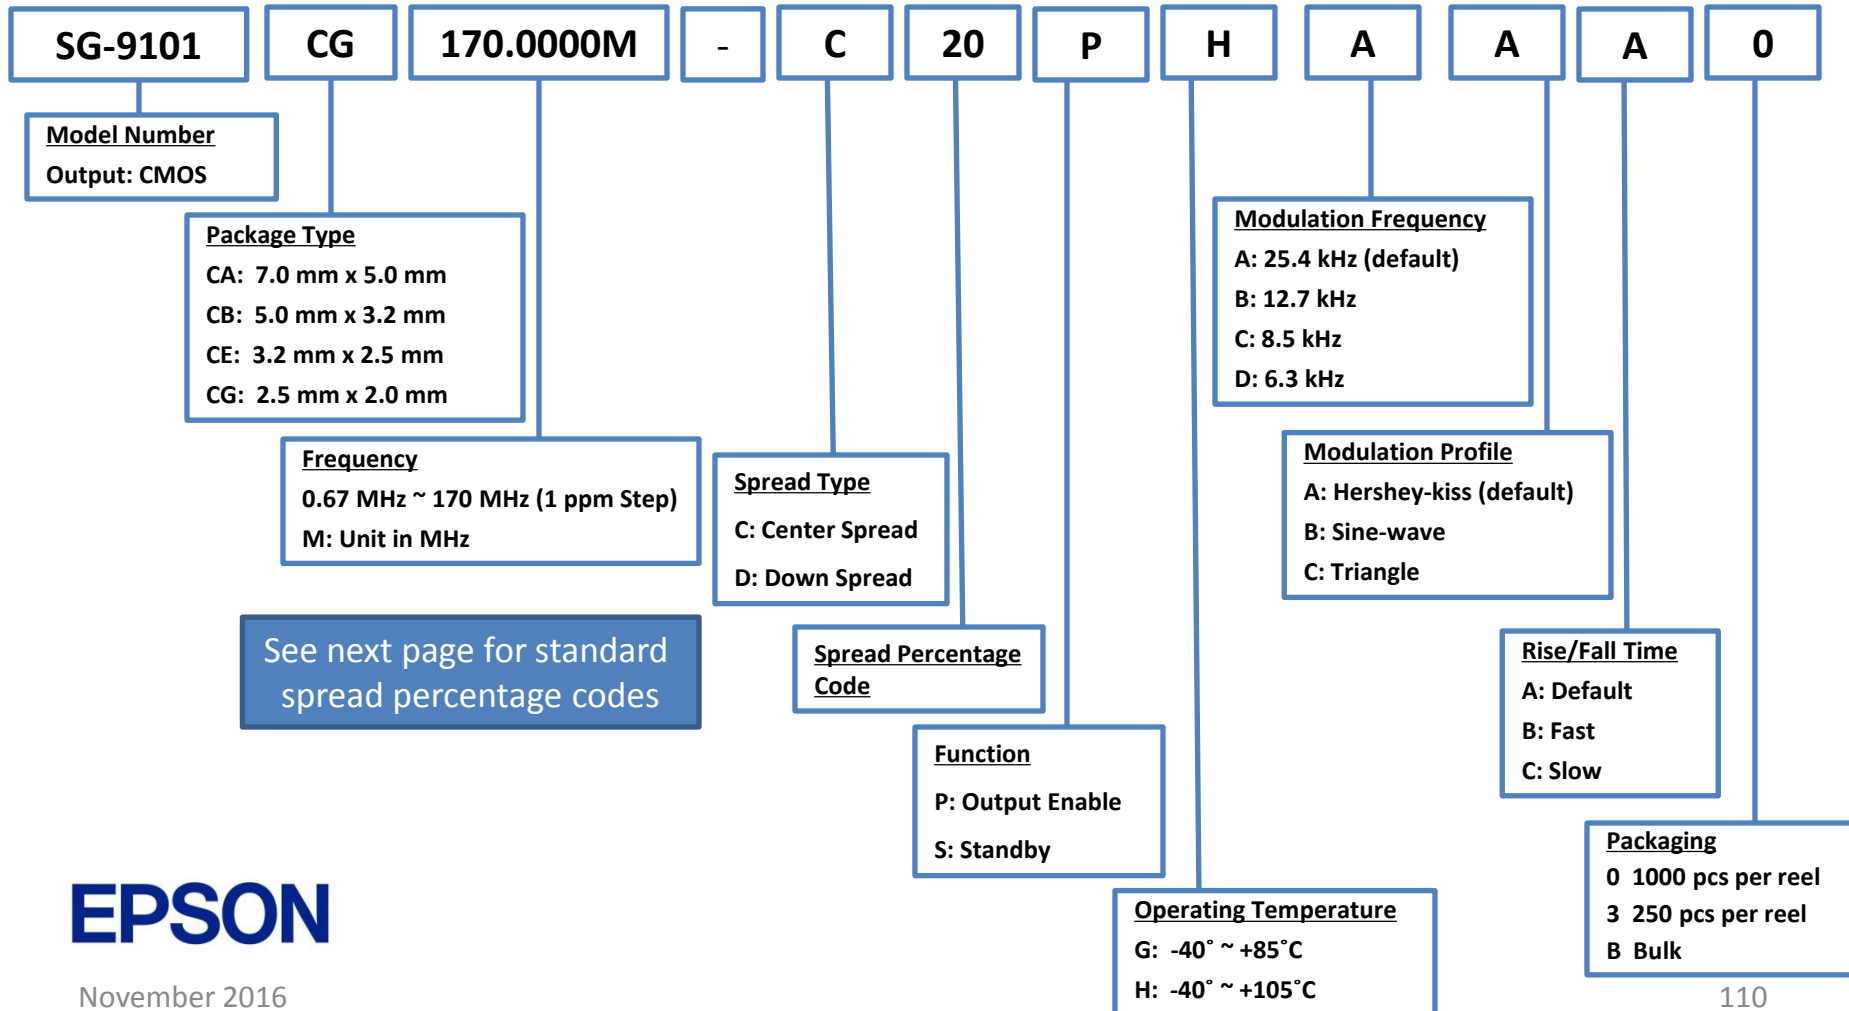 SG-9101 CG 170.0000M - C 20 P H A A A 0
Model Number
Output: CMOS
Package Type
CA: 7.0 mm x 5.0 mm
CB: 5.0 mm x 3.2 mm
CE: 3.2 mm x 2.5 mm
CG: 2.5 mm x 2.0 mm
Frequency
0.67 MHz ~ 170 MHz (1 ppm Step)
M: Unit in MHz
See next page for standard
spread percentage codes
Spread Type
C: Center Spread
D: Down Spread
Spread Percentage
Code
Function
P: Output Enable
S: Standby
Operating Temperature
G: -40˚ ~ +85˚C
H: -40˚ ~ +105˚C
Modulation Frequency
A: 25.4 kHz (default)
B: 12.7 kHz
C: 8.5 kHz
D: 6.3 kHz
Modulation Profile
A: Hershey-kiss (default)
B: Sine-wave
C: Triangle
Rise/Fall Time
A: Default
B: Fast
C: Slow
Packaging
0 1000 pcs per reel
3 250 pcs per reel
B Bulk
EPSON
November 2016
110